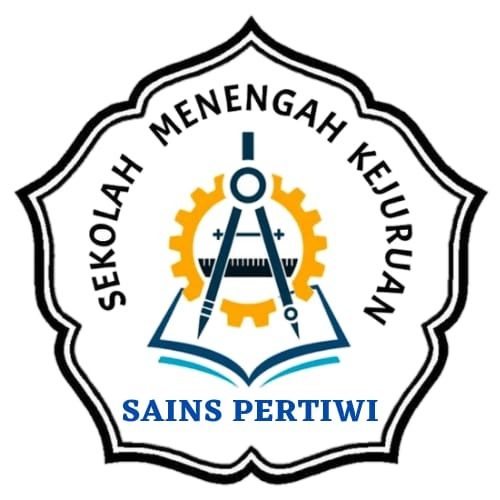 SEKOLAH MENENGAH KEJURUAN
SAINS PERTIWI